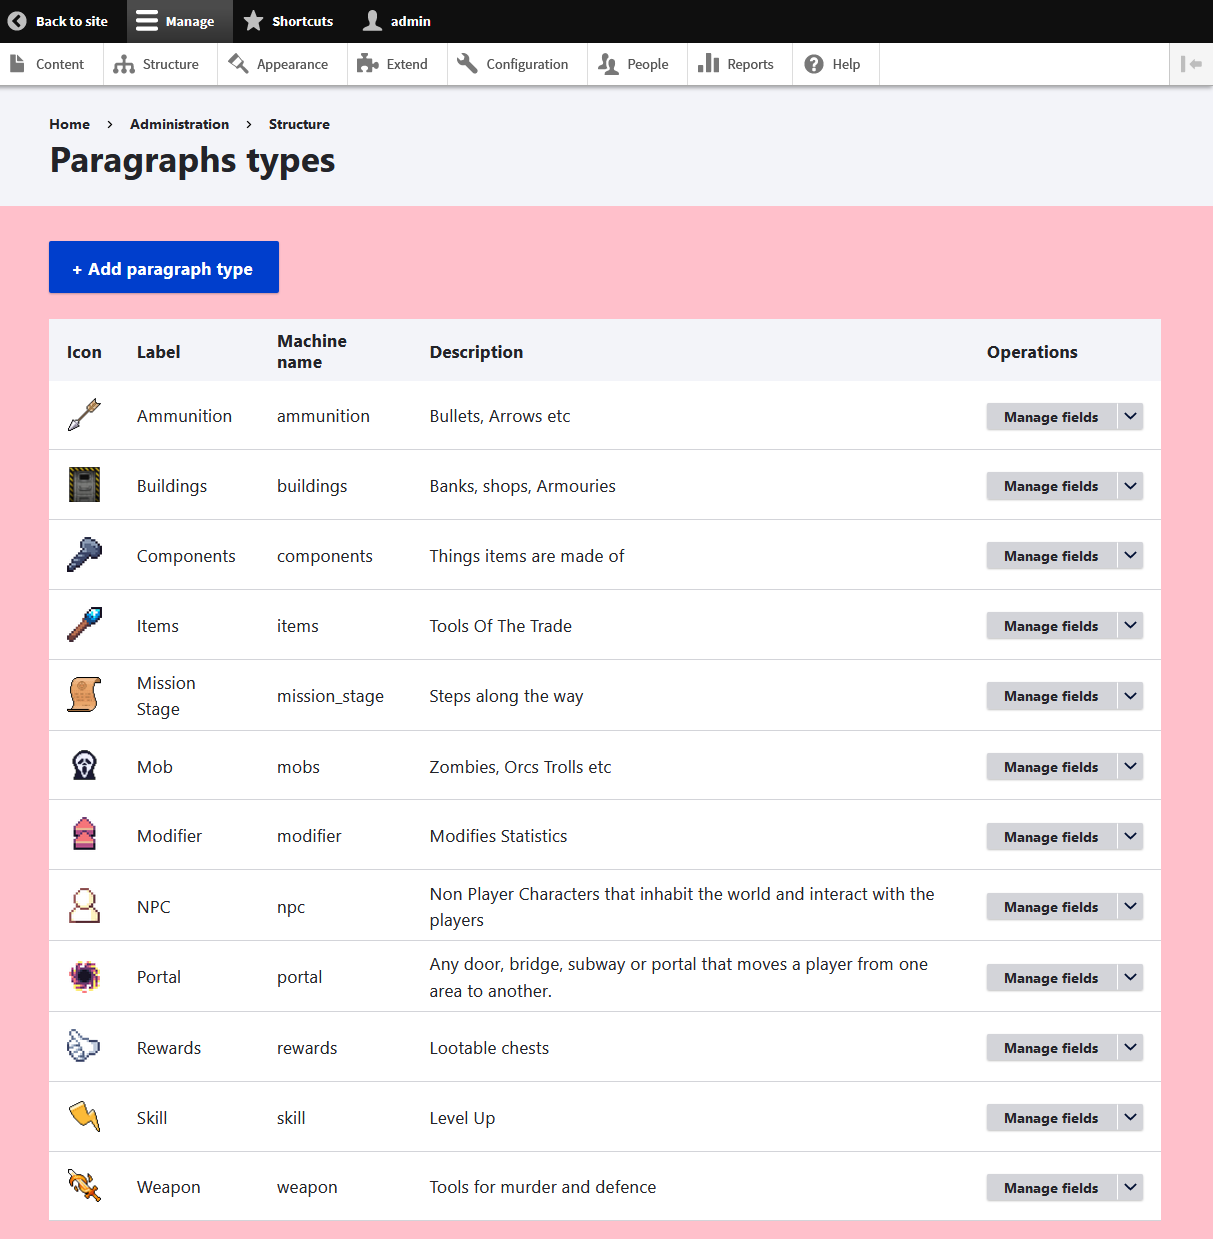 Back to site Manage Shortcuts admin
Content Structure Appearance Extend Configuration People Reports Help
Home › Administration › Structure
Paragraphs types
+ Add paragraph type
Icon Label Machine name Description Operations
Ammunition ammunition Bullets, Arrows etc Manage fields
Buildings buildings Banks, shops, Armouries Manage fields
Components components Things items are made of Manage fields
Items items Tools Of The Trade Manage fields
Mission
Stage mission_stage Steps along the way Manage fields
Mob mobs Zombies, Orcs Trolls etc Manage fields
Modifier modifier Modifies Statistics Manage fields
NPC npc Non Player Characters that inhabit the world and interact with the
players Manage fields
Portal portal Any door, bridge, subway or portal that moves a player from one
area to another. Manage fields
Rewards rewards Lootable chests Manage fields
Skill skill Level Up Manage fields
Weapon weapon Tools for murder and defence Manage fields